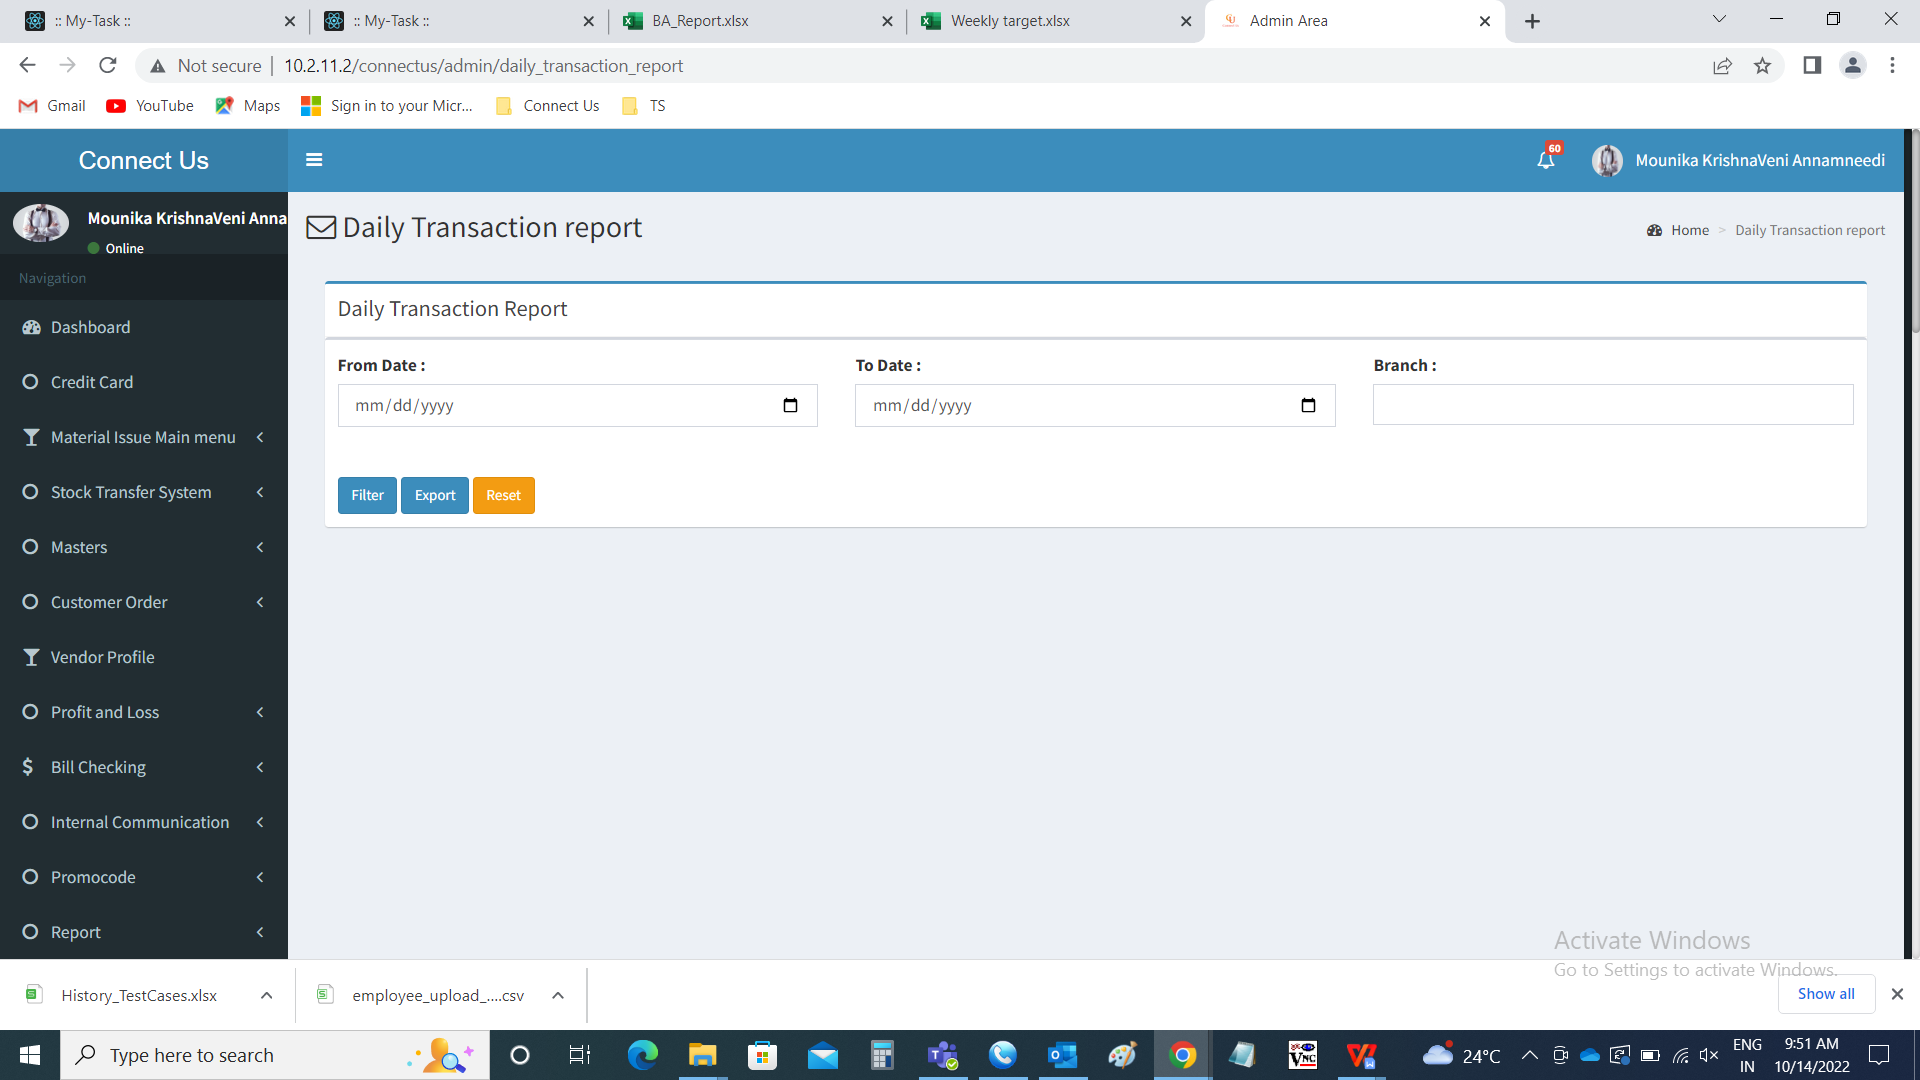 :: My-Task ::
:: My-Task ::
BA_Report.xlsx
Weekly target.xlsx
Admin Area
Not secure
10.2.11.2/connectus/admin/daily_transaction_report
Gmail
YouTube
Maps
Sign in to your Micr...
Connect Us
TS
Connect Us
60
Mounika KrishnaVeni Annamneedi
Mounika KrishnaVeni Anna
Online
Daily Transaction report
Home > Daily Transaction report
Navigation
Dashboard
Credit Card
Material Issue Main menu
Stock Transfer System
Masters
Customer Order
Vendor Profile
Profit and Loss
Bill Checking
Internal Communication
Promocode
Report
Daily Transaction Report
From Date :
To Date :
Branch :
mm/dd/yyyy
mm/dd/yyyy
Filter
Export
Reset
Activate Windows
Go to Settings to activate Windows.
History_TestCases.xlsx
employee_upload_....csv
Show all
Type here to search
VNC
24°C
ENG
IN
9:51 AM
10/14/2022